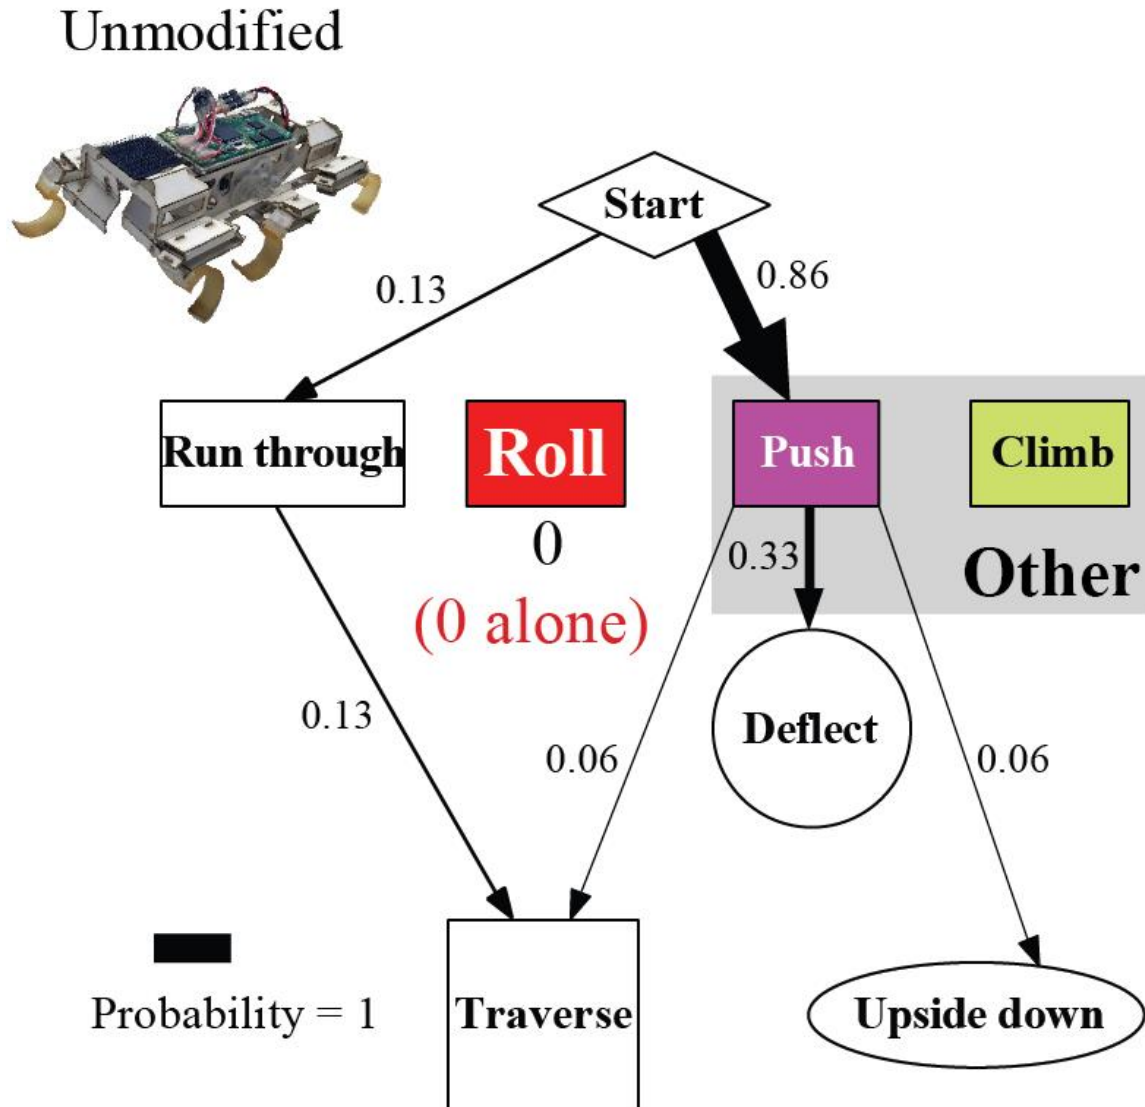 Unmodified
Start
0.13
0.86
Run through
Roll
Push
Climb
0
(0 alone)
0.33
Other
0.13
0.06
Deflect
0.06
Probability = 1
Traverse
Upside down